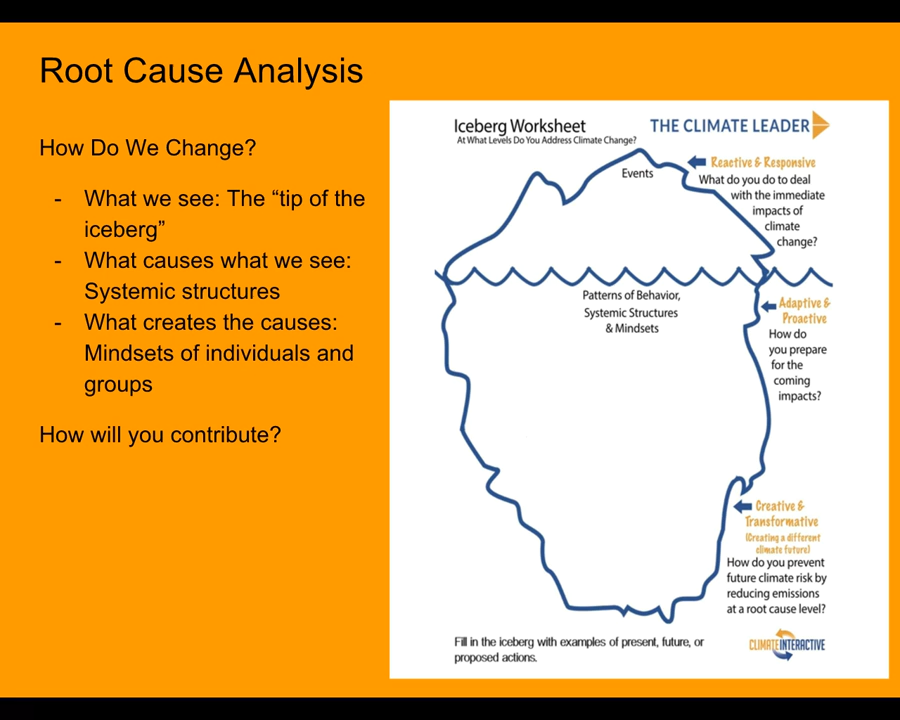 Root Cause Analysis
How Do We Change?
- What we see: The “tip of the
iceberg”
- What causes what we see:
Systemic structures
- What creates the causes:
Mindsets of individuals and
groups
How will you contribute?
Iceberg Worksheet
At What Levels Do You Address Climate Change?
THE CLIMATE LEADER
Events
Reactive & Responsive
What do you do to deal
with the immediate
impacts of
climate
change?
Patterns of Behavior,
Systemic Structures
& Mindsets
Adaptive &
Proactive
How do
you prepare
for the
coming
impacts?
Creative &
Transformative
(Creating a different
climate future)
How do you prevent
future climate risk by
reducing emissions
at a root cause level?
Fill in the iceberg with examples of present, future, or
proposed actions.
CLIMATE INTERACTIVE